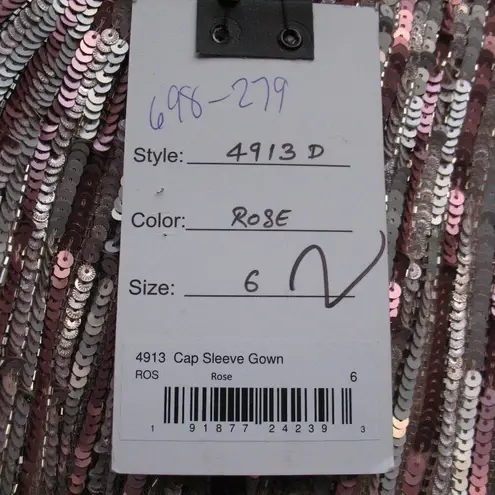 698-279
Style: 4913 D
Color: ROSE
Size: 6
4913 Cap Sleeve Gown
ROS Rose 6
1 91877 24239 3